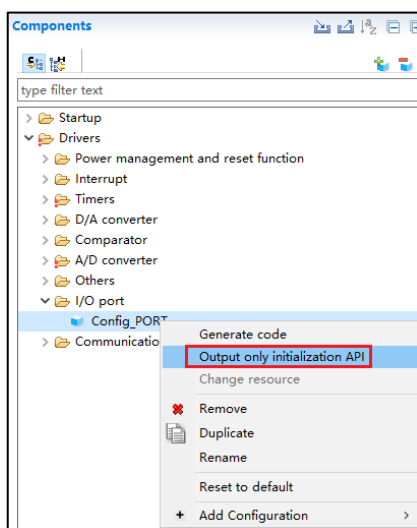 Components
type filter text
Startup
Drivers
Power management and reset function
Interrupt
Timers
D/A converter
Comparator
A/D converter
Others
I/O port
Config_PORT
Communicatio
Generate code
Output only initialization API
Change resource
Remove
Duplicate
Rename
Reset to default
Add Configuration